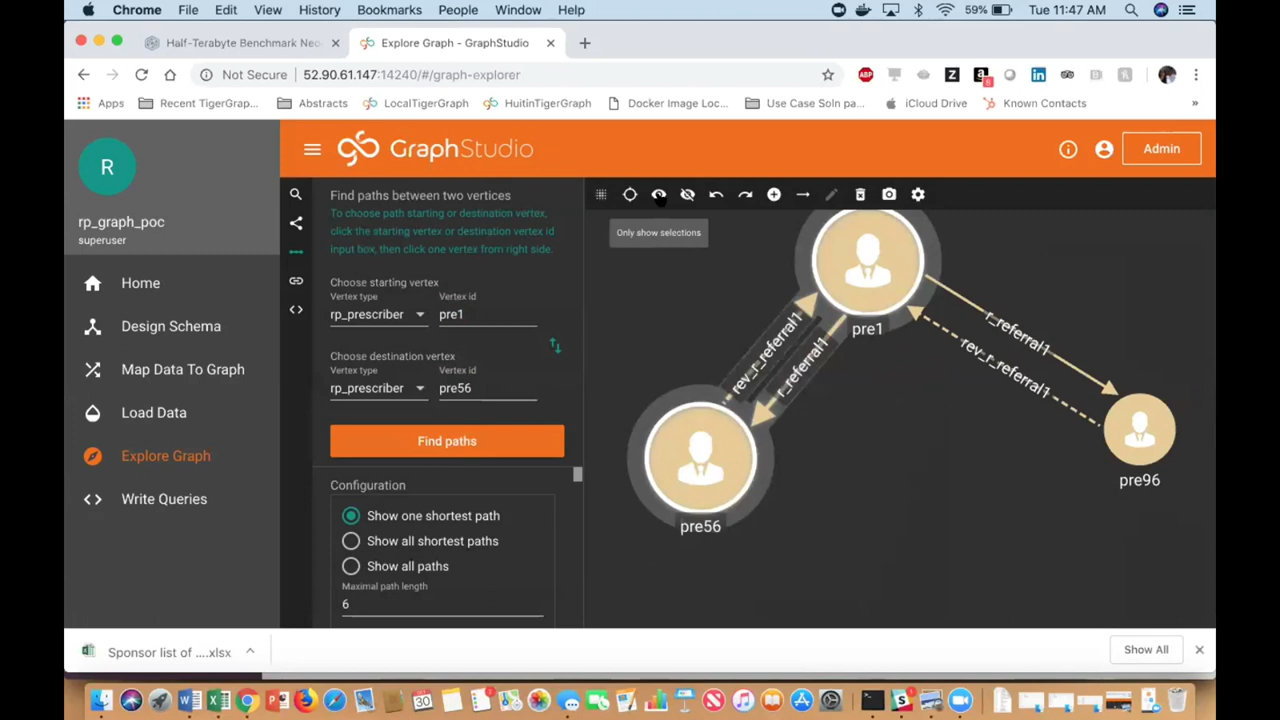 Chrome File Edit View History Bookmarks People Window Help 59% Tue 11:47 AM
Half-Terabyte Benchmark Neo Explore Graph - GraphStudio
Not Secure 52.90.61.147:14240/#/graph-explorer
ABP Z a 8
Apps Recent TigerGrap... Abstracts LocalTigerGraph HuitinTigerGraph Docker Image Loc... Use Case Soln pa... iCloud Drive Known Contacts »
R
rp_graph_poc
superuser
Home
Design Schema
Map Data To Graph
Load Data
Explore Graph
Write Queries
GraphStudio
Admin
Find paths between two vertices
To choose path starting or destination vertex,
click the starting vertex or destination vertex id
input box, then click one vertex from right side.
Choose starting vertex
Vertex type Vertex id
rp_prescriber pre1
Choose destination vertex
Vertex type Vertex id
rp_prescriber pre56
Find paths
Configuration
Show one shortest path
Show all shortest paths
Show all paths
Maximal path length
6
Only show selections
pre1
r_referral1
rev_r_referral1
rev_r_referral1
r_referral1
pre96
pre56
Sponsor list of ....xlsx
Show All